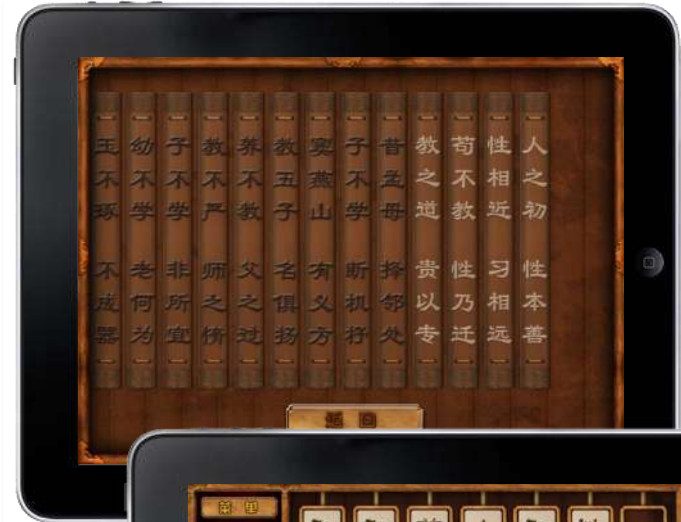 人之初 性本善
性相近 习相远
苟不教 性乃迁
教之道 贵以专
昔孟母 择邻处
子不学 断机杼
窦燕山 有义方
教五子 名俱扬
养不教 父之过
教不严 师之惰
子不学 非所宜
幼不学 老何为
玉不琢 不成器
返回
菜单